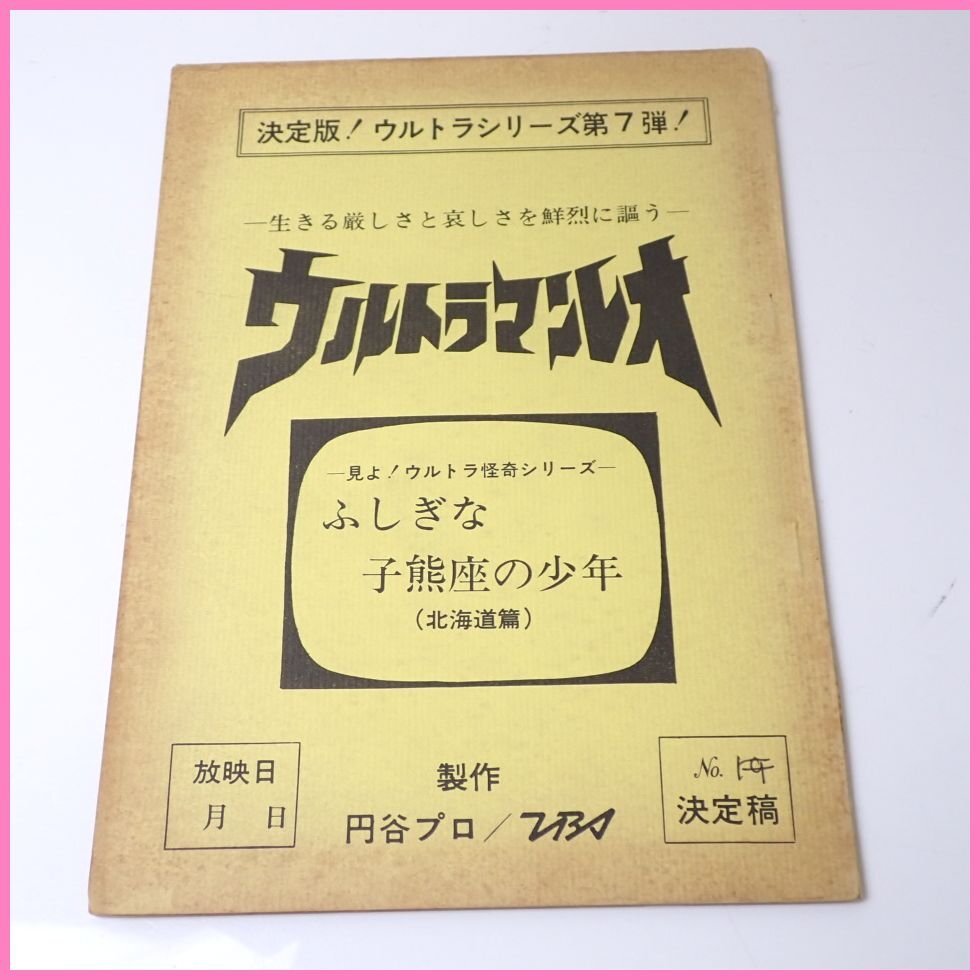 決定版!ウルトラシリーズ第7弾!
―生きる厳しさと哀しさを鮮烈に謳う―
ウルトラマンレオ
―見よ!ウルトラ怪奇シリーズ―
ふしぎな
子熊座の少年
(北海道篇)
放映日
月 日
製作
円谷プロ/TBS
No.
決定稿